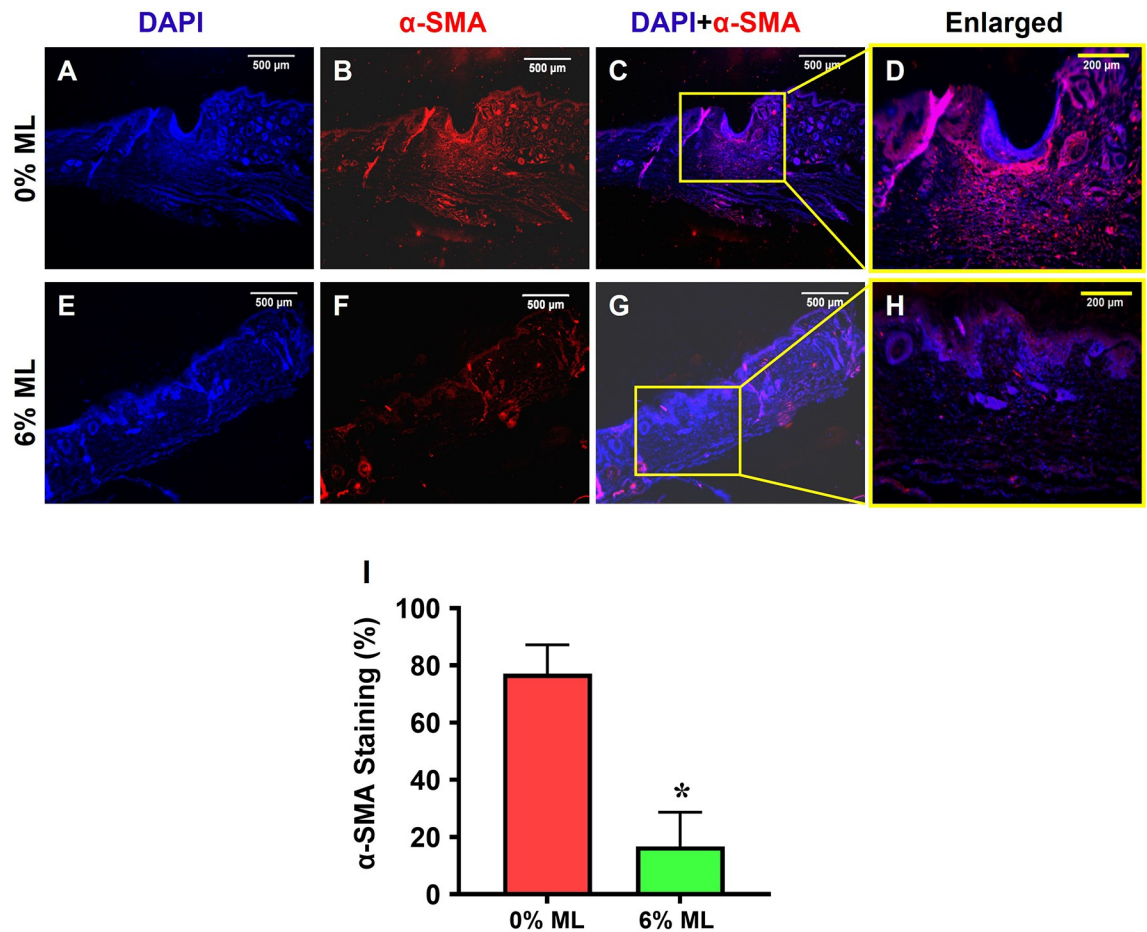 DAPI α-SMA DAPI+α-SMA Enlarged
0% ML
A 500 µm B 500 µm C 500 µm D 200 µm
6% ML
E 500 µm F 500 µm G 500 µm H 200 µm
I
α-SMA Staining (%)
100
80
60
40
20
0
*
0% ML 6% ML